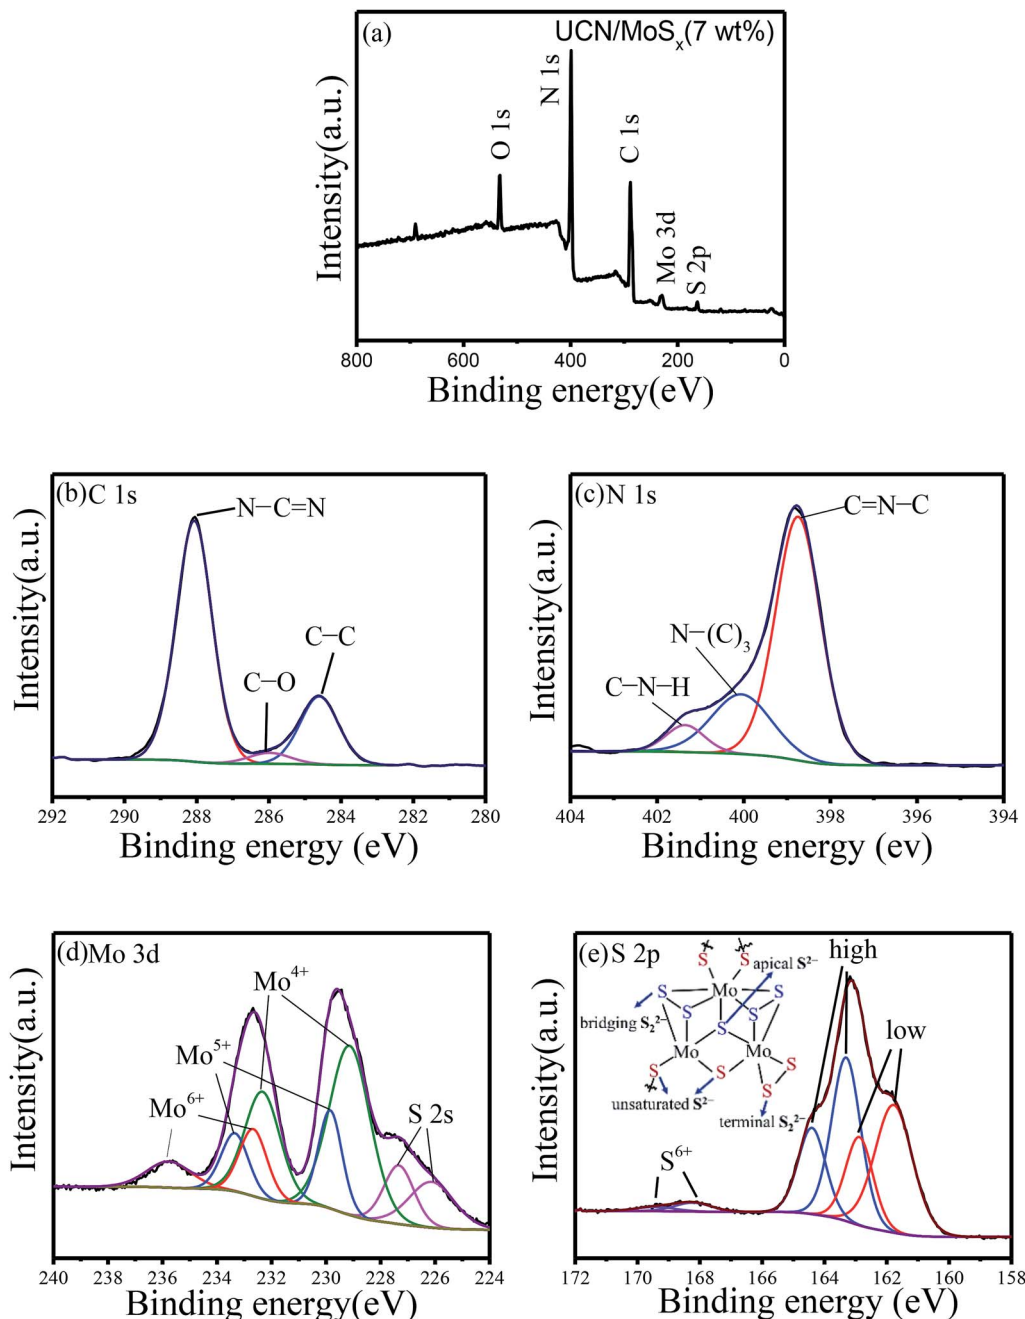 (a)
UCN/MoSₓ(7 wt%)
O 1s
N 1s
C 1s
Mo 3d
S 2p
Intensity(a.u.)
800 600 400 200 0
Binding energy(eV)
(b)C 1s
N–C=N
C–C
C–O
Intensity(a.u.)
292 290 288 286 284 282 280
Binding energy (eV)
(c)N 1s
C=N–C
N–(C)₃
C–N–H
Intensity(a.u.)
404 402 400 398 396 394
Binding energy (ev)
(d)Mo 3d
Mo⁴⁺
Mo⁵⁺
Mo⁶⁺
S 2s
Intensity(a.u.)
240 238 236 234 232 230 228 226 224
Binding energy(eV)
(e)S 2p
high
low
S S
apical S²⁻
S Mo S
bridging S₂²⁻
S S S
Mo Mo
S S S
S
unsaturated S²⁻
terminal S₂²⁻
S⁶⁺
Intensity(a.u.)
172 170 168 166 164 162 160 158
Binding energy(eV)